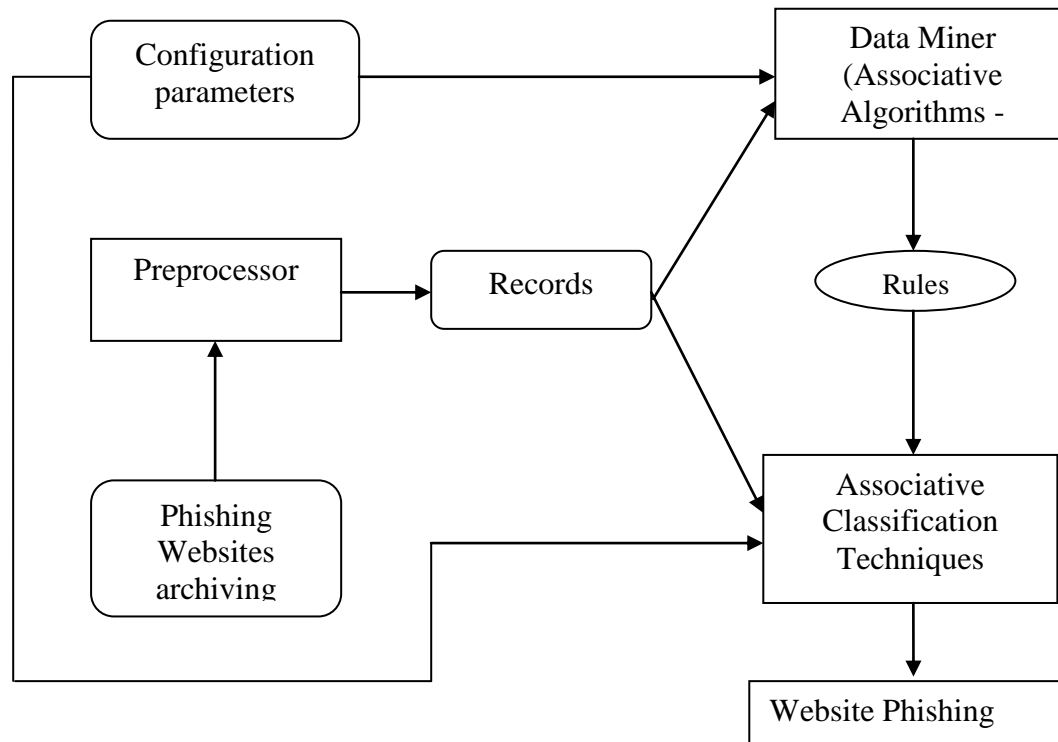 Configuration
parameters
Data Miner
(Associative
Algorithms -
Preprocessor
Records
Rules
Phishing
Websites
archiving
Associative
Classification
Techniques
Website Phishing